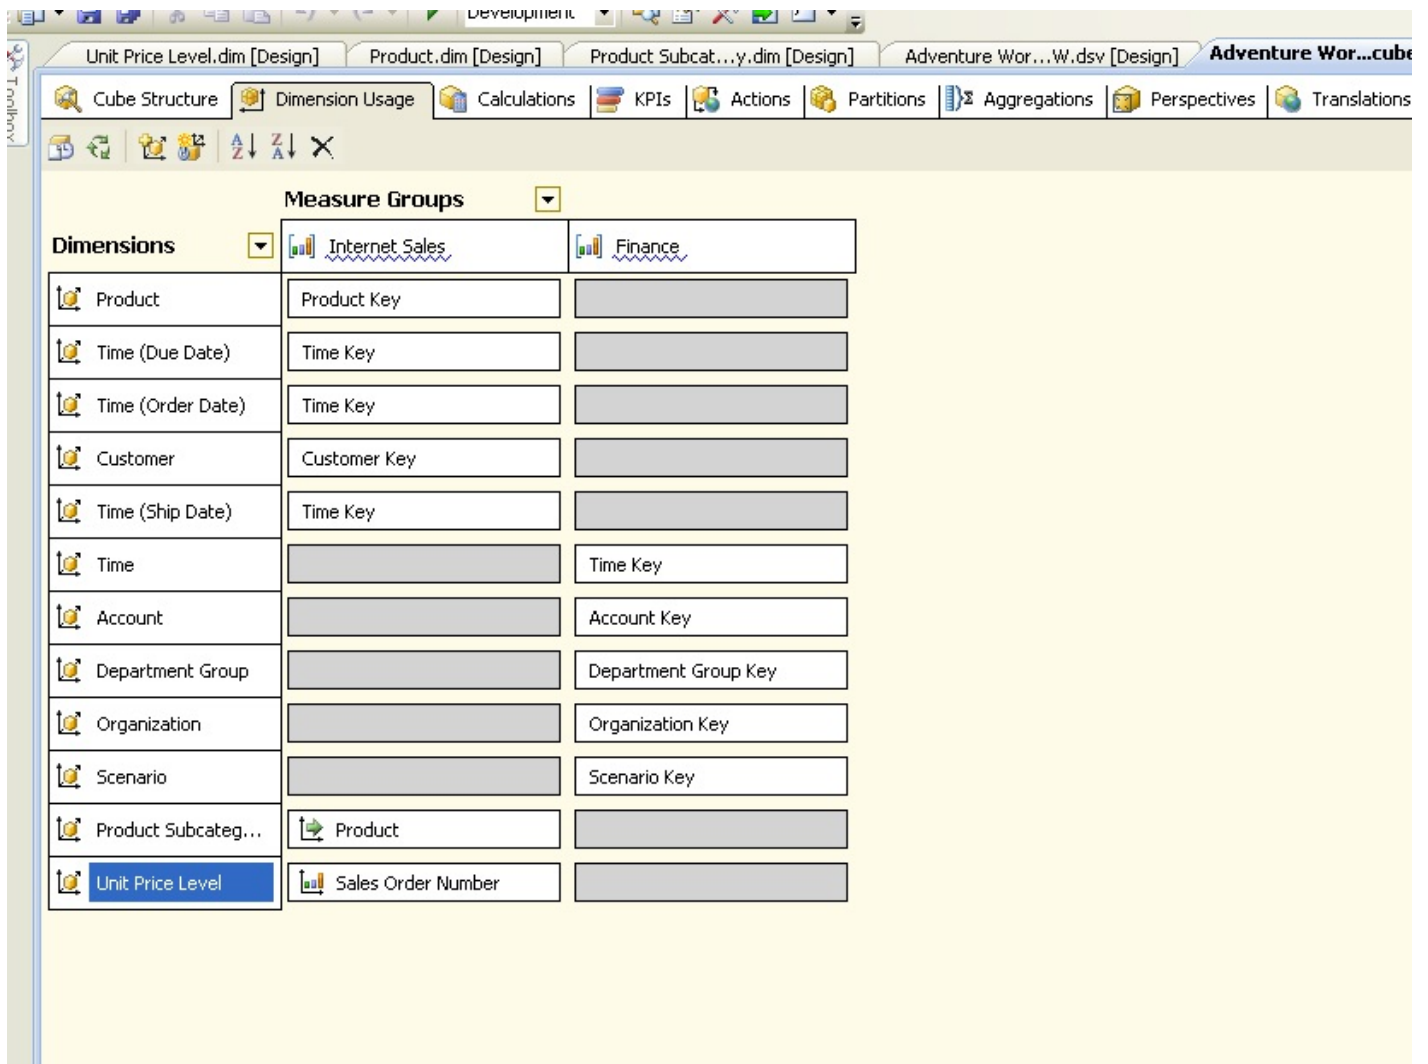 Development
Unit Price Level.dim [Design] Product.dim [Design] Product Subcat...y.dim [Design] Adventure Wor...W.dsv [Design] Adventure Wor...cube
Toolbox
Cube Structure Dimension Usage Calculations KPIs Actions Partitions Aggregations Perspectives Translations
Measure Groups
Dimensions Internet Sales Finance
Product Product Key
Time (Due Date) Time Key
Time (Order Date) Time Key
Customer Customer Key
Time (Ship Date) Time Key
Time Time Key
Account Account Key
Department Group Department Group Key
Organization Organization Key
Scenario Scenario Key
Product Subcateg... Product
Unit Price Level Sales Order Number